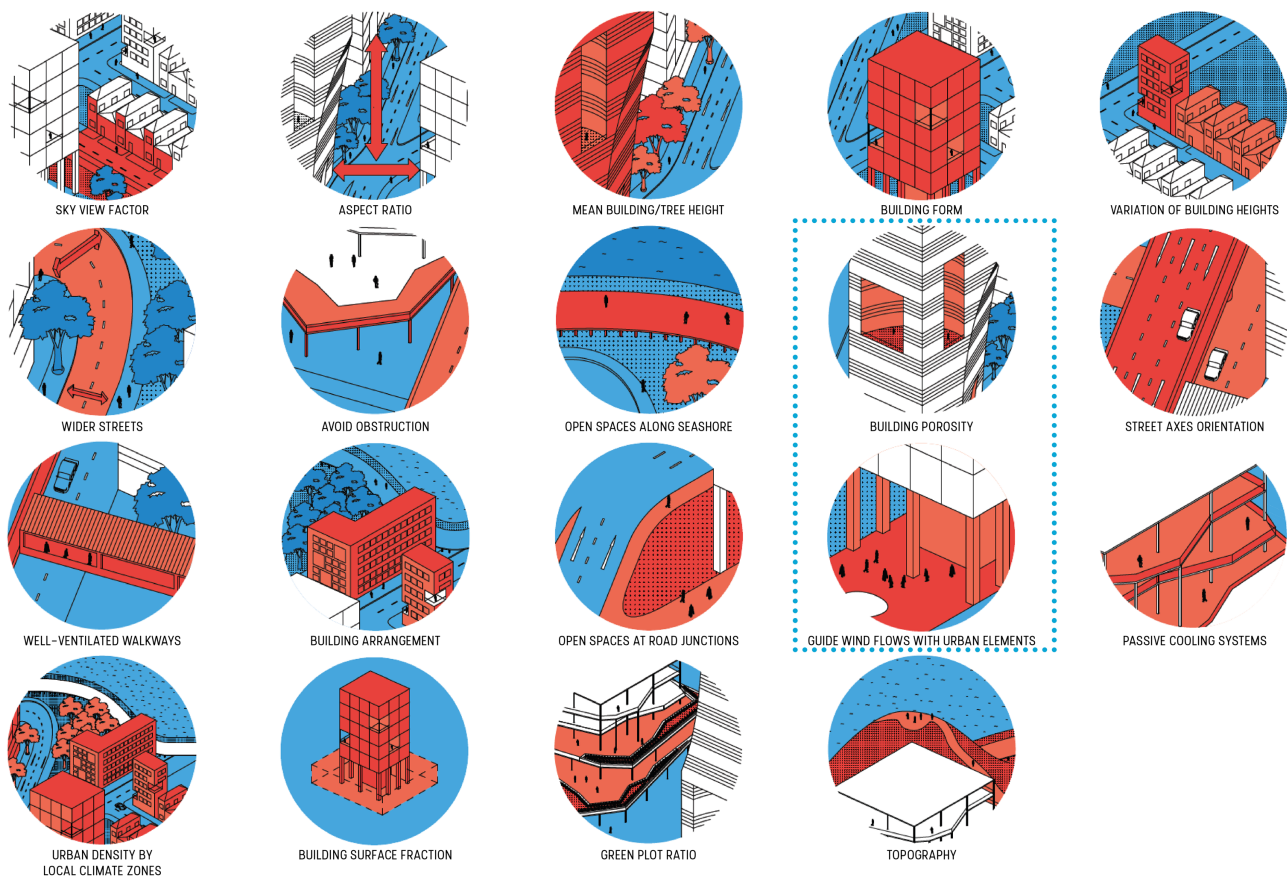 SKY VIEW FACTOR
ASPECT RATIO
MEAN BUILDING/TREE HEIGHT
BUILDING FORM
VARIATION OF BUILDING HEIGHTS
WIDER STREETS
AVOID OBSTRUCTION
OPEN SPACES ALONG SEASHORE
BUILDING POROSITY
STREET AXES ORIENTATION
WELL-VENTILATED WALKWAYS
BUILDING ARRANGEMENT
OPEN SPACES AT ROAD JUNCTIONS
GUIDE WIND FLOWS WITH URBAN ELEMENTS
PASSIVE COOLING SYSTEMS
URBAN DENSITY BY
LOCAL CLIMATE ZONES
BUILDING SURFACE FRACTION
GREEN PLOT RATIO
TOPOGRAPHY